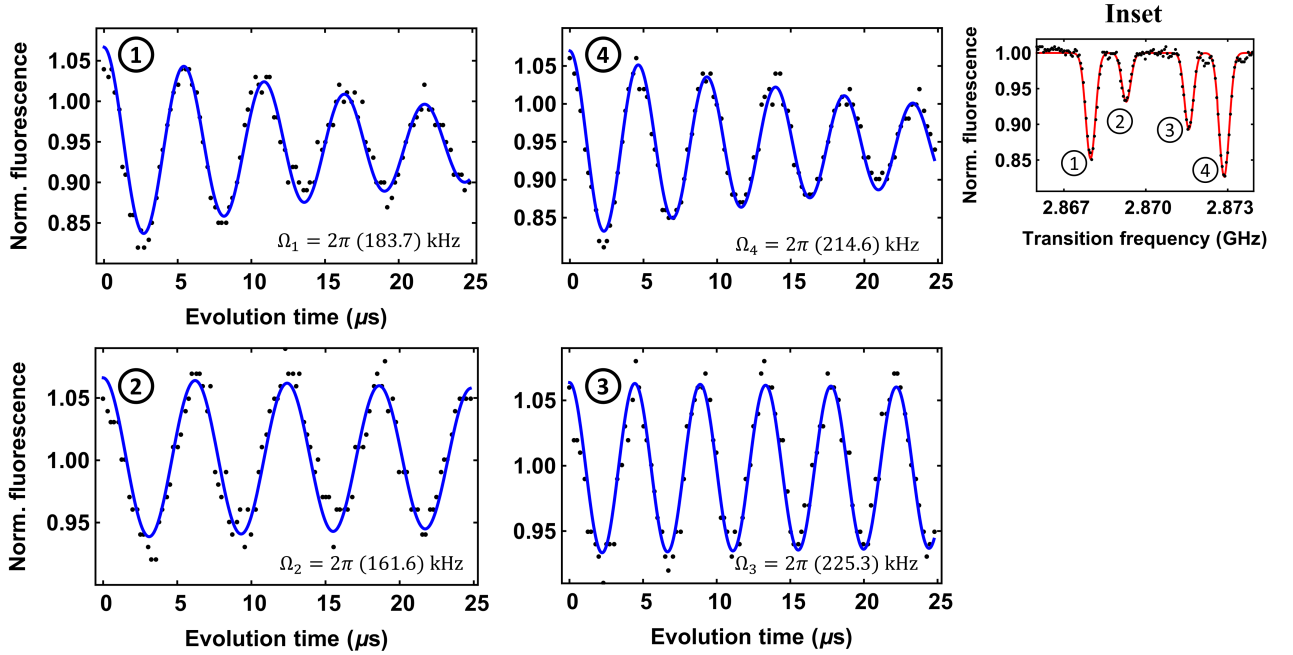 Norm. fluorescence
1.05
1.00
0.95
0.90
0.85
1
Ω₁ = 2π (183.7) kHz
0 5 10 15 20 25
Evolution time (μs)
1.05
1.00
0.95
0.90
0.85
4
Ω₄ = 2π (214.6) kHz
0 5 10 15 20 25
Evolution time (μs)
Inset
Norm. fluorescence
1.00
0.95
0.90
0.85
1
2
3
4
2.867 2.870 2.873
Transition frequency (GHz)
Norm. fluorescence
1.05
1.00
0.95
2
Ω₂ = 2π (161.6) kHz
0 5 10 15 20 25
Evolution time (μs)
1.05
1.00
0.95
3
Ω₃ = 2π (225.3) kHz
0 5 10 15 20 25
Evolution time (μs)